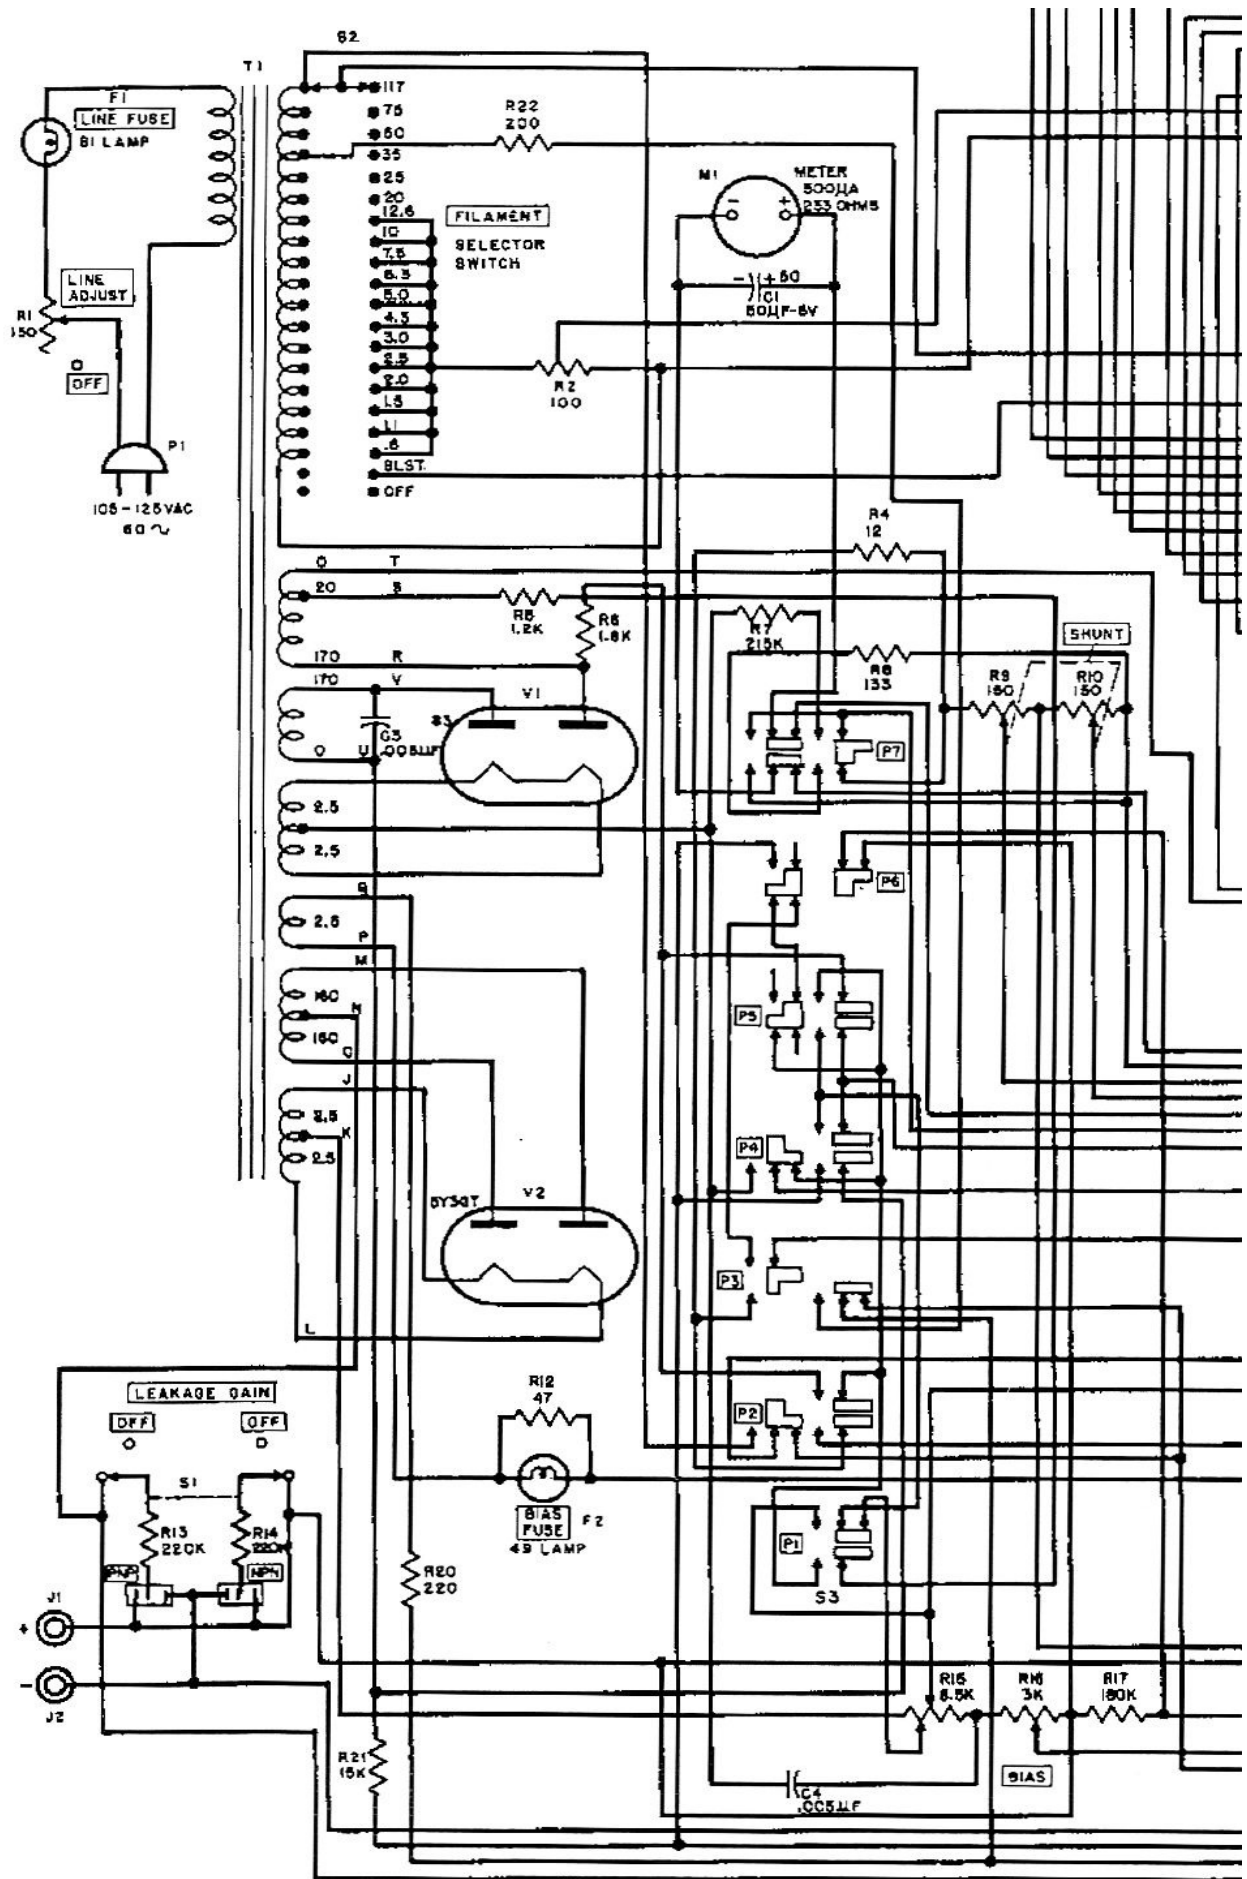 S2
T1
F1
LINE FUSE
81 LAMP
117
75
50
35
25
20
12.6
10
7.5
6.3
5.0
4.3
3.0
2.5
2.0
1.5
1.1
.6
BLST.
OFF
R22
200
FILAMENT
SELECTOR
SWITCH
M1
METER
500µA
233 OHMS
- +
- + 50
C1
50µF-6V
LINE
ADJUST
R1
150
OFF
R2
100
P1
105-125VAC
60 ~
R4
12
0 T
20 S
R5
1.2K
R6
1.8K
R7
215K
SHUNT
170 R
R8
133
R9
150
R10
150
170 V
V1
83
C3
.005µF
0 U
P7
2.5
2.5
P6
Q
2.5
P
M
160
N
160
O
P5
J
2.5
K
2.5
P4
5Y3GT
V2
P3
L
LEAKAGE GAIN
OFF
OFF
R12
47
P2
S1
BIAS
FUSE
F2
49 LAMP
R13
220K
R14
220K
PNP
NPN
R20
220
P1
S3
J1
+
-
J2
R15
6.5K
R16
3K
R17
180K
R21
15K
BIAS
C4
.005µF